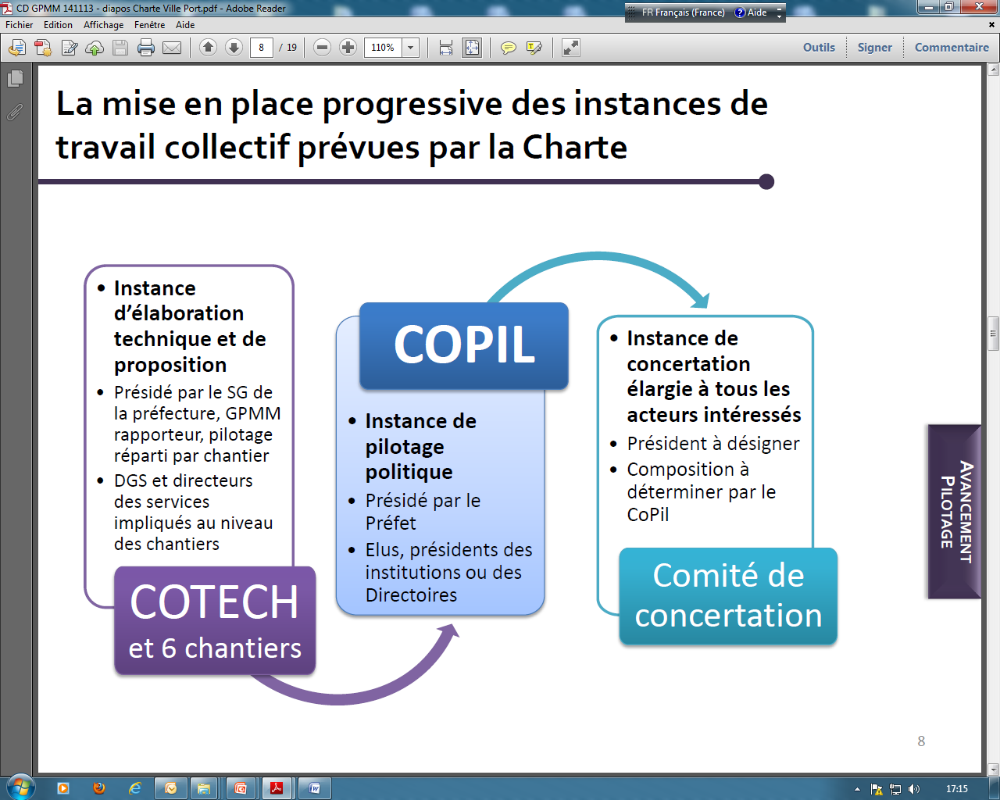 CD GPMM 141113 - diapos Charte Ville Port.pdf - Adobe Reader
FR Français (France)
Aide
Fichier Edition Affichage Fenêtre Aide
8 / 19
110%
Outils Signer Commentaire
La mise en place progressive des instances de
travail collectif prévues par la Charte
• Instance
d'élaboration
technique et de
proposition
• Présidé par le SG de
la préfecture, GPMM
rapporteur, pilotage
réparti par chantier
• DGS et directeurs
des services
impliqués au niveau
des chantiers
COTECH
et 6 chantiers
COPIL
• Instance de
pilotage
politique
• Présidé par le
Préfet
• Elus, présidents des
institutions ou des
Directoires
• Instance de
concertation
élargie à tous les
acteurs intéressés
• Président à désigner
• Composition à
déterminer par le
CoPil
Comité de
concertation
AVANCEMENT
PILOTAGE
8
17:15